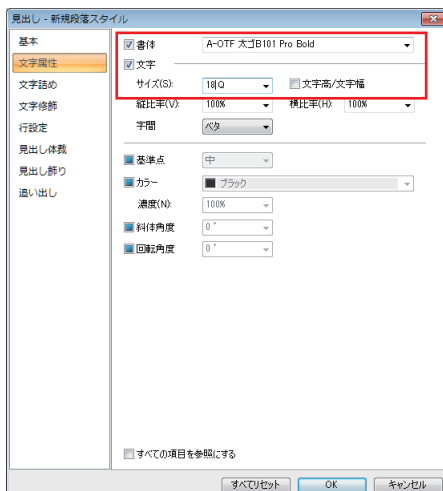 見出し - 新規段落スタイル
基本
文字属性
文字詰め
文字修飾
行設定
見出し体裁
見出し飾り
追い出し
書体 A-OTF 太ゴB101 Pro Bold
文字
サイズ(S): 18Q 文字高/文字幅
縦比率(V): 100% 横比率(H): 100%
字間 ベタ
基準点 中
カラー ブラック
濃度(N): 100%
斜体角度 0°
回転角度 0°
すべての項目を参照にする
すべてリセット OK キャンセル